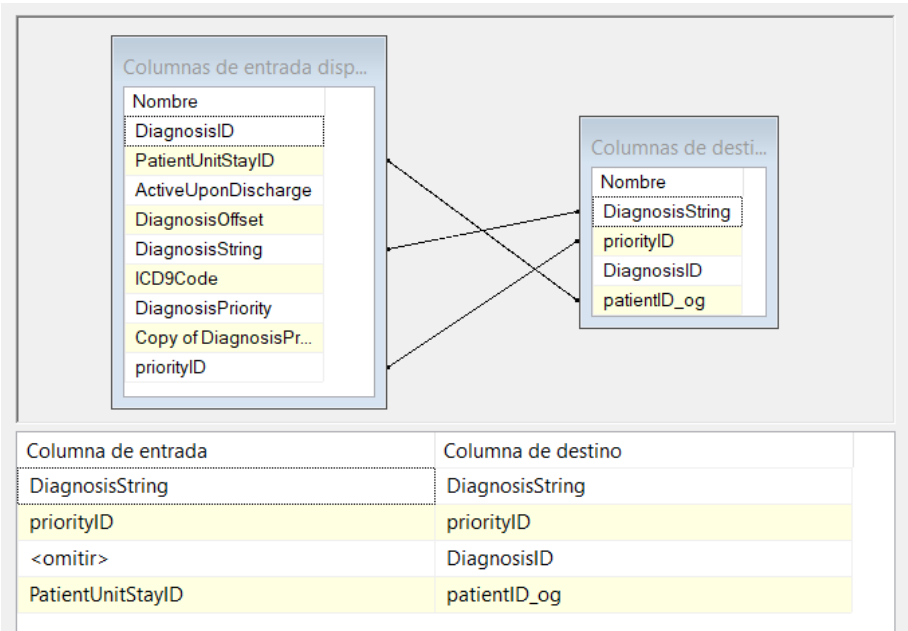 Columnas de entrada disp...
Nombre
DiagnosisID
PatientUnitStayID
ActiveUponDischarge
DiagnosisOffset
DiagnosisString
ICD9Code
DiagnosisPriority
Copy of DiagnosisPr...
priorityID
Columnas de desti...
Nombre
DiagnosisString
priorityID
DiagnosisID
patientID_og
Columna de entrada Columna de destino
DiagnosisString DiagnosisString
priorityID priorityID
<omitir> DiagnosisID
PatientUnitStayID patientID_og